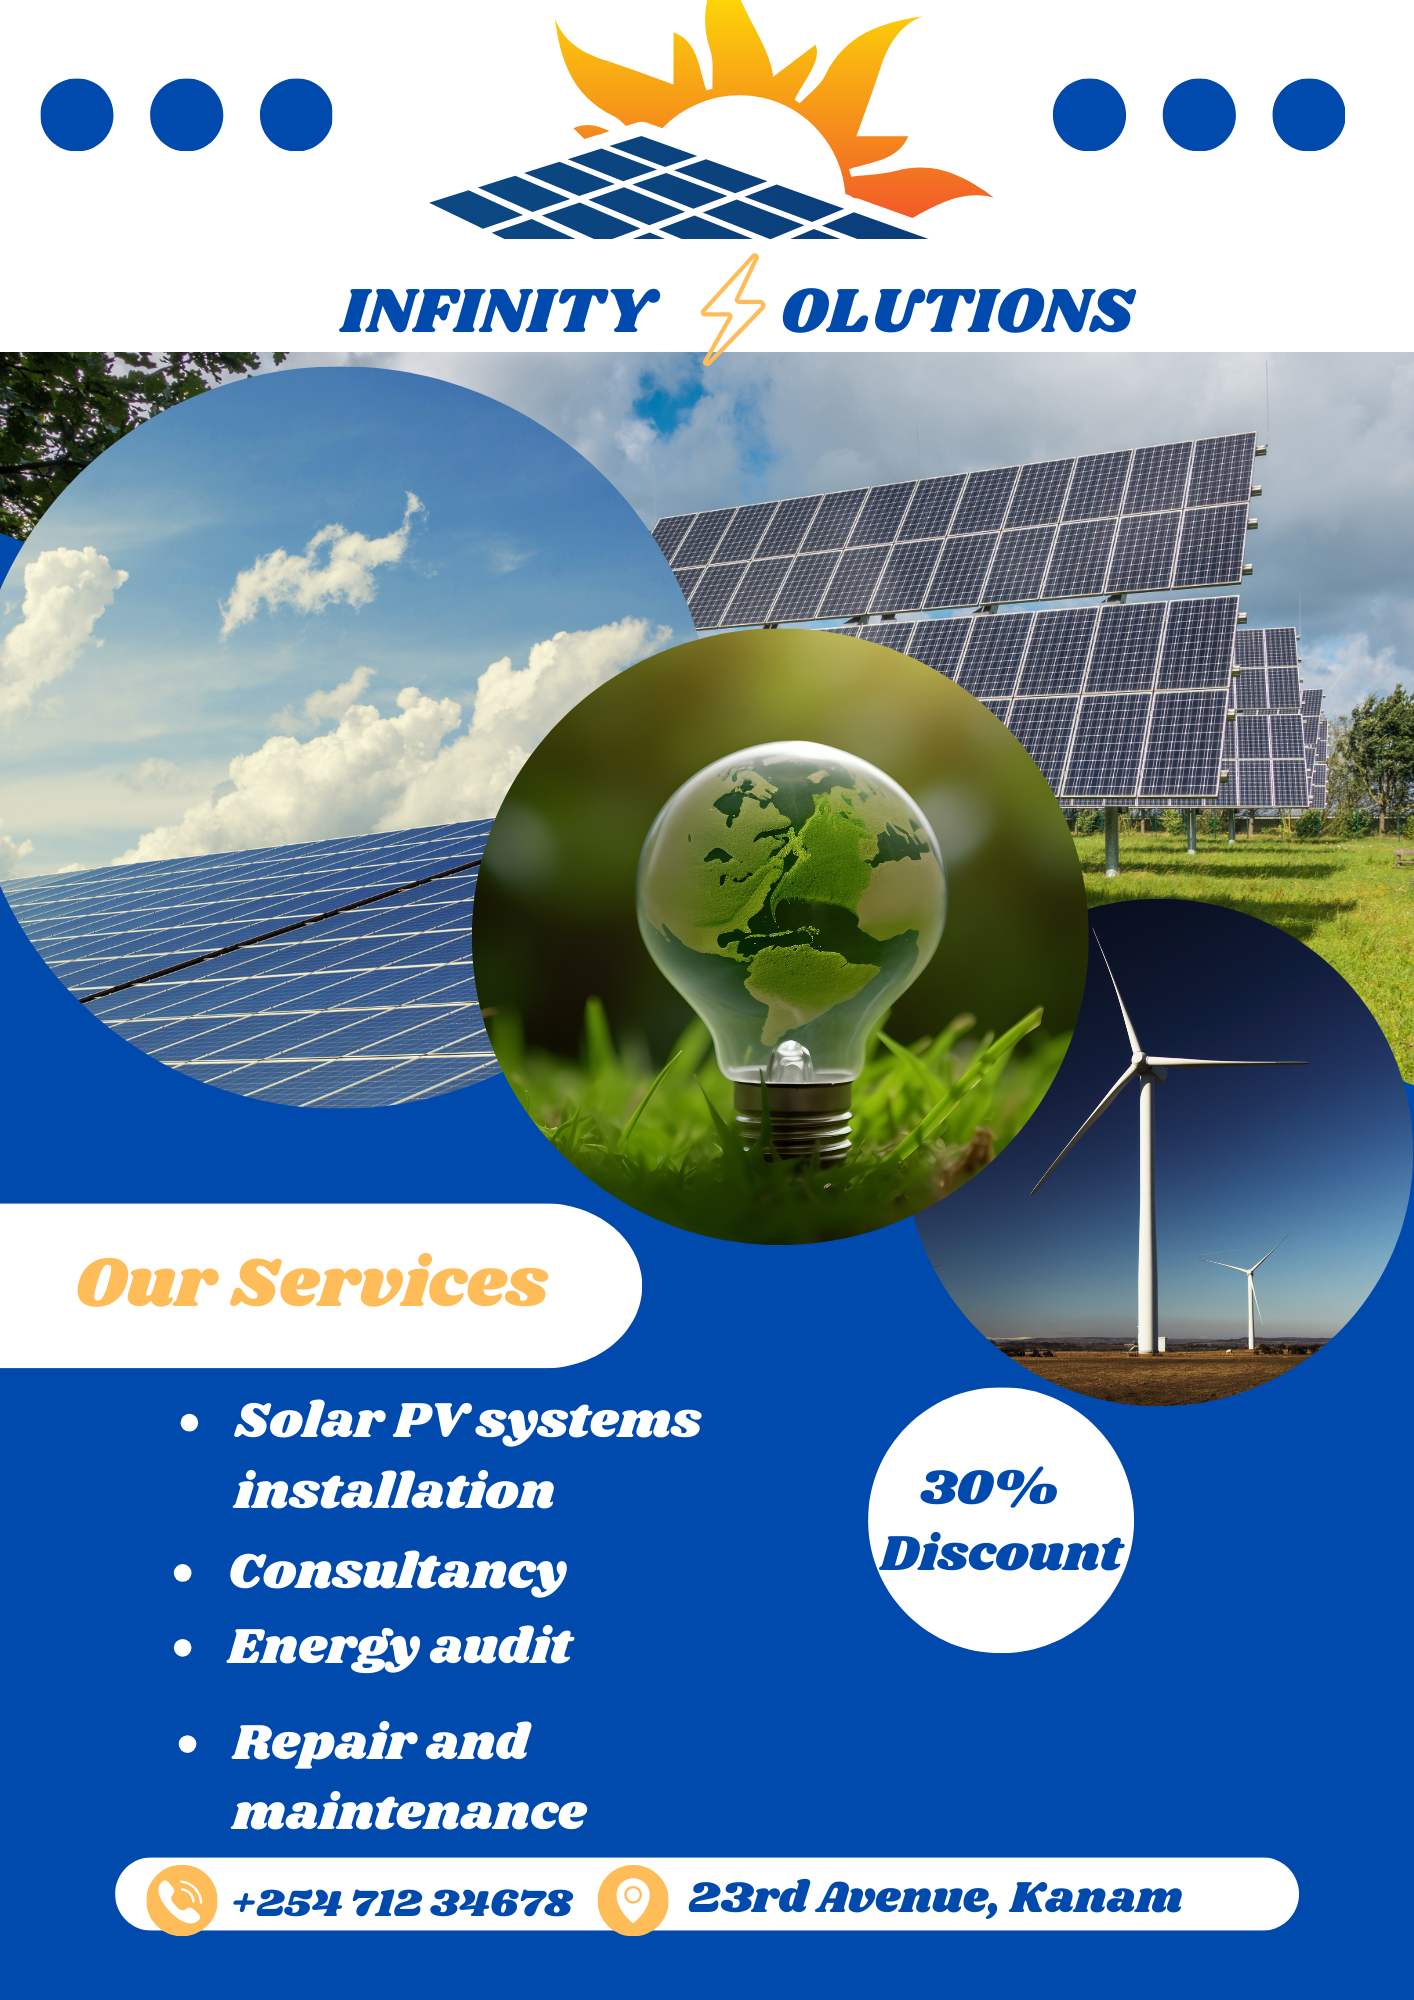 INFINITY OLUTIONS
Our Services
• Solar PV systems
installation
• Consultancy
• Energy audit
• Repair and
maintenance
30%
Discount
+254 712 34678
23rd Avenue, Kanam